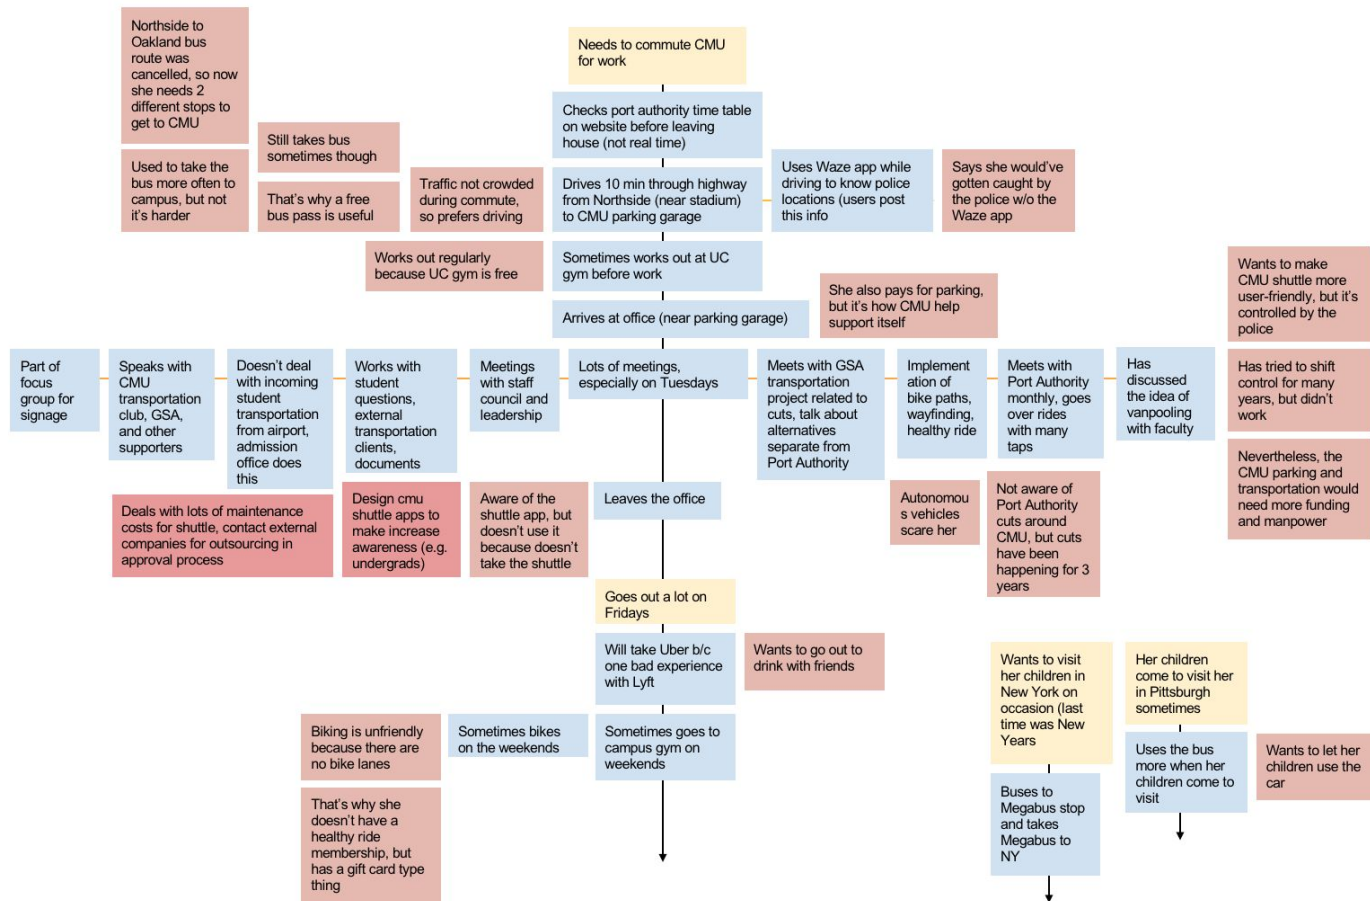 Northside to
Oakland bus
route was
cancelled, so now
she needs 2
different stops to
get to CMU
Needs to commute CMU
for work
Checks port authority time table
on website before leaving
house (not real time)
Still takes bus
sometimes though
Used to take the
bus more often to
campus, but not
it's harder
That's why a free
bus pass is useful
Traffic not crowded
during commute,
so prefers driving
Drives 10 min through highway
from Northside (near stadium)
to CMU parking garage
Uses Waze app while
driving to know police
locations (users post
this info
Says she would've
gotten caught by
the police w/o the
Waze app
Works out regularly
because UC gym is free
Sometimes works out at UC
gym before work
Arrives at office (near parking garage)
She also pays for parking,
but it's how CMU help
support itself
Wants to make
CMU shuttle more
user-friendly, but it's
controlled by the
police
Part of
focus
group for
signage
Speaks with
CMU
transportation
club, GSA,
and other
supporters
Doesn't deal
with incoming
student
transportation
from airport,
admission
office does
this
Works with
student
questions,
external
transportation
clients,
documents
Meetings
with staff
council and
leadership
Lots of meetings,
especially on Tuesdays
Meets with GSA
transportation
project related to
cuts, talk about
alternatives
separate from
Port Authority
Implement
ation of
bike paths,
wayfinding,
healthy ride
Meets with
Port Authority
monthly, goes
over rides
with many
taps
Has
discussed
the idea of
vanpooling
with faculty
Has tried to shift
control for many
years, but didn't
work
Nevertheless, the
CMU parking and
transportation would
need more funding
and manpower
Deals with lots of maintenance
costs for shuttle, contact external
companies for outsourcing in
approval process
Design cmu
shuttle apps to
make increase
awareness (e.g.
undergrads)
Aware of the
shuttle app, but
doesn't use it
because doesn't
take the shuttle
Leaves the office
Autonomou
s vehicles
scare her
Not aware of
Port Authority
cuts around
CMU, but cuts
have been
happening for 3
years
Goes out a lot on
Fridays
Will take Uber b/c
one bad experience
with Lyft
Wants to go out to
drink with friends
Biking is unfriendly
because there are
no bike lanes
Sometimes bikes
on the weekends
Sometimes goes to
campus gym on
weekends
That's why she
doesn't have a
healthy ride
membership, but
has a gift card type
thing
Wants to visit
her children in
New York on
occasion (last
time was New
Years
Buses to
Megabus stop
and takes
Megabus to
NY
Her children
come to visit her
in Pittsburgh
sometimes
Uses the bus
more when her
children come to
visit
Wants to let her
children use the
car